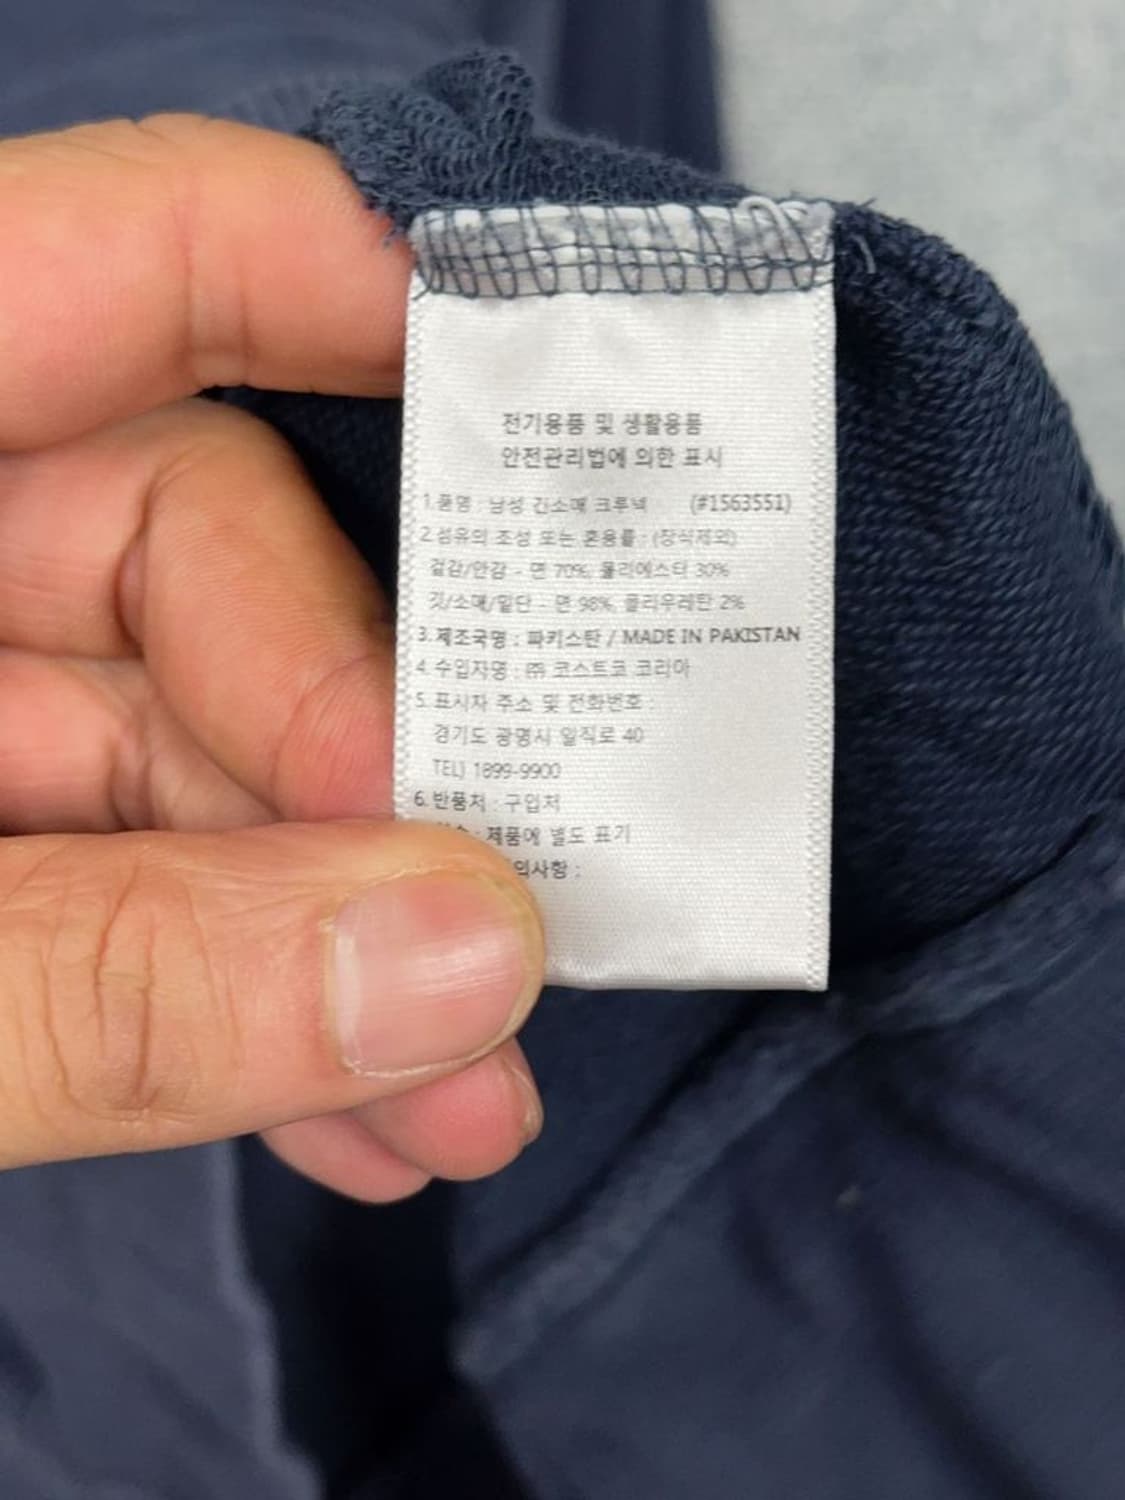 전기용품 및 생활용품
안전관리법에 의한 표시
1.품명 : 남성 긴소매 크루넥 (#1563551)
2.섬유의 조성 또는 혼용률 : (장식제외)
겉감/안감 - 면 70%, 폴리에스터 30%
깃/소매/밑단 - 면 98%, 폴리우레탄 2%
3.제조국명 : 파키스탄 / MADE IN PAKISTAN
4.수입자명 : ㈜ 코스트코 코리아
5.표시자 주소 및 전화번호 :
경기도 광명시 일직로 40
TEL) 1899-9900
6.반품처 : 구입처
: 제품에 별도 표기
의사항 :